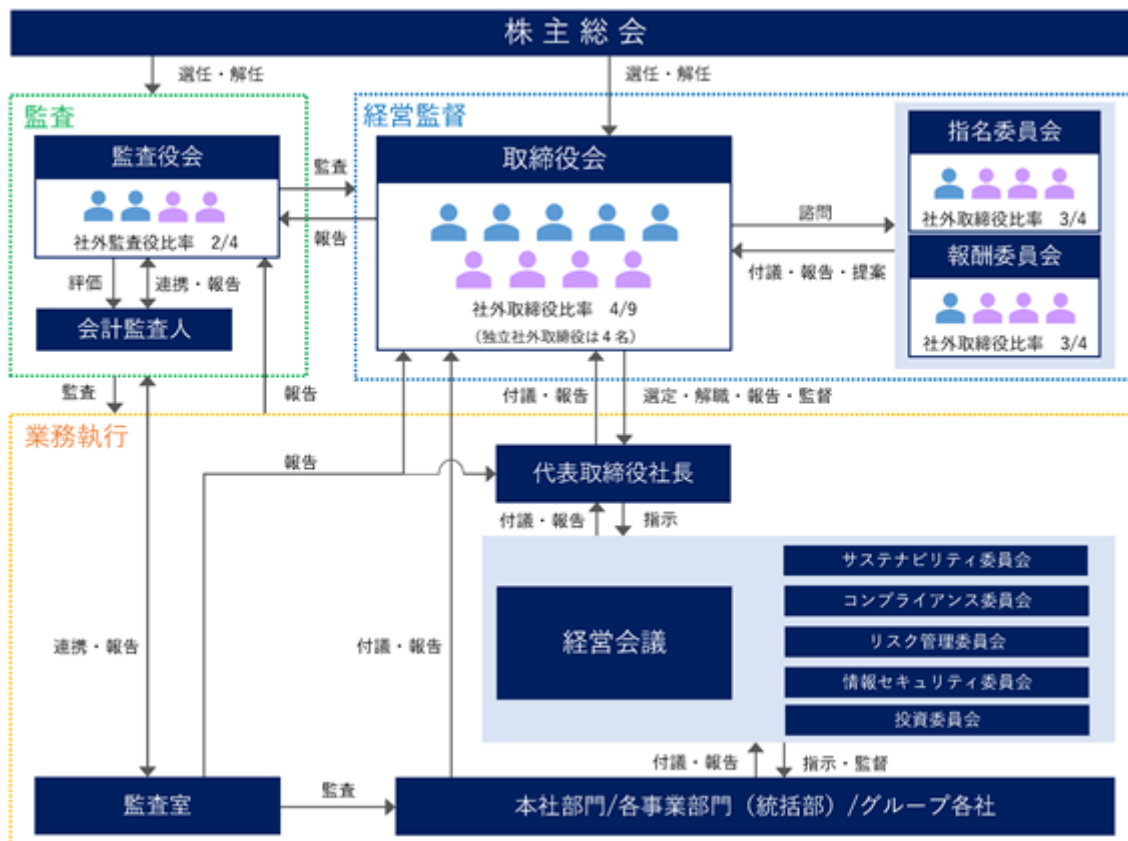 株主総会
選任・解任
選任・解任
監査
監査役会
社外監査役比率 2/4
評価
連携・報告
会計監査人
監査
報告
経営監督
取締役会
社外取締役比率 4/9
(独立社外取締役は4名)
諮問
付議・報告・提案
指名委員会
社外取締役比率 3/4
報酬委員会
社外取締役比率 3/4
監査
報告
付議・報告
選定・解職・報告・監督
業務執行
報告
代表取締役社長
付議・報告
指示
経営会議
サステナビリティ委員会
コンプライアンス委員会
リスク管理委員会
情報セキュリティ委員会
投資委員会
連携・報告
付議・報告
付議・報告
指示・監督
監査室
監査
本社部門/各事業部門（統括部）/グループ各社